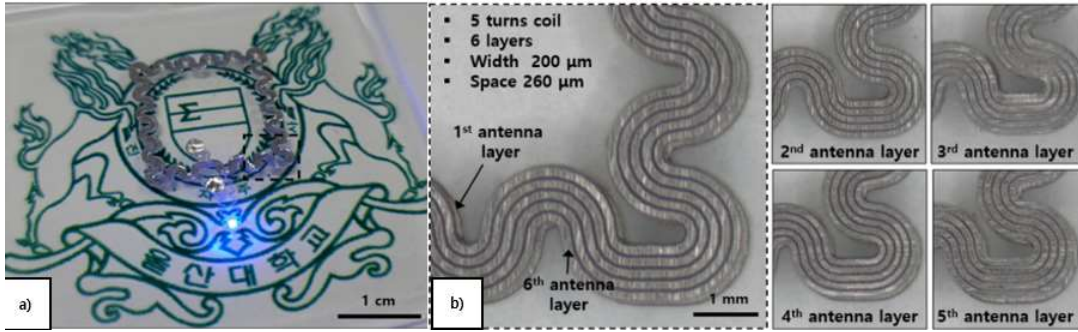 울산대학교
1 cm
a)
▪ 5 turns coil
▪ 6 layers
▪ Width 200 µm
▪ Space 260 µm
1st antenna
layer
6th antenna
layer
1 mm
b)
2nd antenna layer
3rd antenna layer
4th antenna layer
5th antenna layer